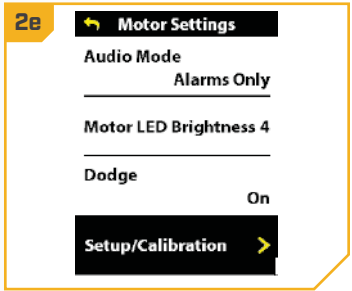 2e
Motor Settings
Audio Mode
Alarms Only
Motor LED Brightness 4
Dodge
On
Setup/Calibration